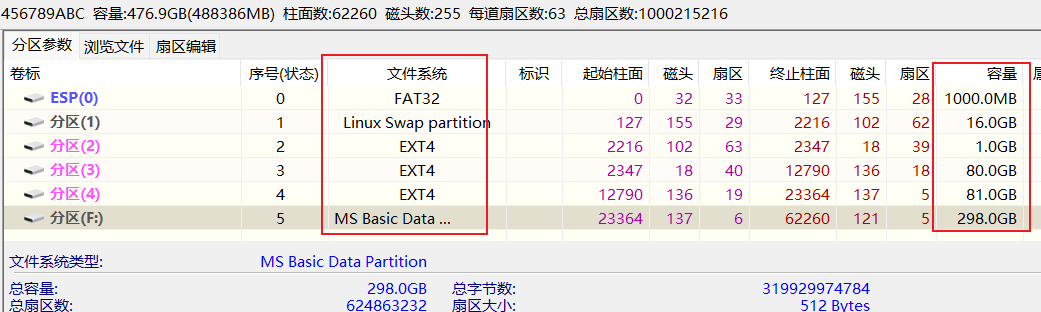 456789ABC 容量:476.9GB(488386MB) 柱面数:62260 磁头数:255 每道扇区数:63 总扇区数:1000215216
分区参数 浏览文件 扇区编辑
卷标 序号(状态) 文件系统 标识 起始柱面 磁头 扇区 终止柱面 磁头 扇区 容量
ESP(0) 0 FAT32 0 32 33 127 155 28 1000.0MB
分区(1) 1 Linux Swap partition 127 155 29 2216 102 62 16.0GB
分区(2) 2 EXT4 2216 102 63 2347 18 39 1.0GB
分区(3) 3 EXT4 2347 18 40 12790 136 18 80.0GB
分区(4) 4 EXT4 12790 136 19 23364 137 5 81.0GB
分区(F:) 5 MS Basic Data ... 23364 137 6 62260 121 5 298.0GB
文件系统类型: MS Basic Data Partition
总容量: 298.0GB 总字节数: 319929974784
总扇区数: 624863232 扇区大小: 512 Bytes